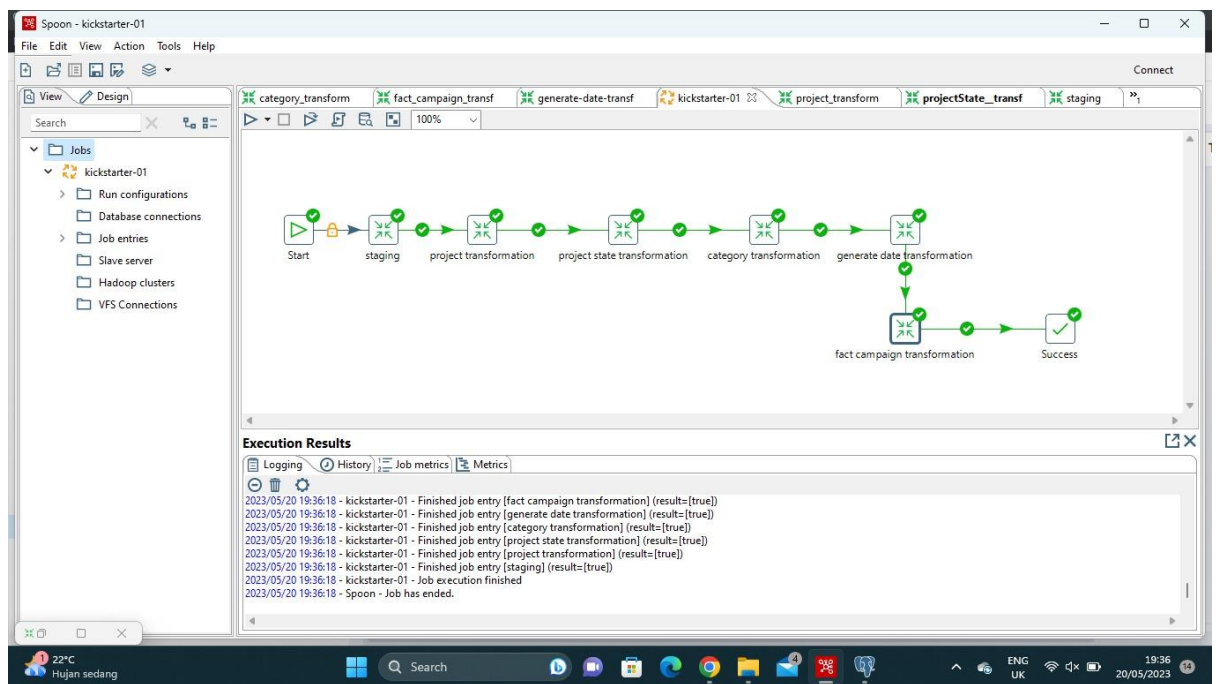 Spoon - kickstarter-01
File Edit View Action Tools Help
Connect
View Design
category_transform fact_campaign_transf generate-date-transf kickstarter-01 project_transform projectState__transf staging »1
Search
100%
Jobs
kickstarter-01
Run configurations
Database connections
Job entries
Slave server
Hadoop clusters
VFS Connections
Start staging project transformation project state transformation category transformation generate date transformation
fact campaign transformation Success
Execution Results
Logging History Job metrics Metrics
2023/05/20 19:36:18 - kickstarter-01 - Finished job entry [fact campaign transformation] (result=[true])
2023/05/20 19:36:18 - kickstarter-01 - Finished job entry [generate date transformation] (result=[true])
2023/05/20 19:36:18 - kickstarter-01 - Finished job entry [category transformation] (result=[true])
2023/05/20 19:36:18 - kickstarter-01 - Finished job entry [project state transformation] (result=[true])
2023/05/20 19:36:18 - kickstarter-01 - Finished job entry [project transformation] (result=[true])
2023/05/20 19:36:18 - kickstarter-01 - Finished job entry [staging] (result=[true])
2023/05/20 19:36:18 - kickstarter-01 - Job execution finished
2023/05/20 19:36:18 - Spoon - Job has ended.
1 22°C
Hujan sedang
Search
4
ENG
UK
19:36
20/05/2023
14